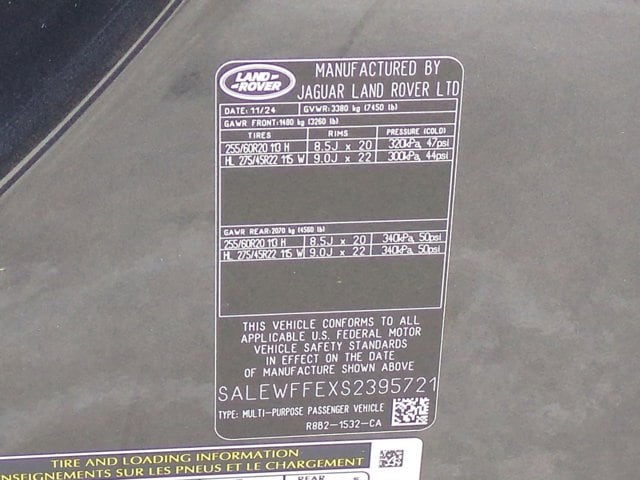 LAND ROVER
MANUFACTURED BY
JAGUAR LAND ROVER LTD
DATE: 11/24 GVWR: 3380 kg (7450 lb)
GAWR FRONT: 1480 kg (3260 lb)
TIRES RIMS PRESSURE (COLD)
255/60R20 113 H 8.5J x 20 320kPa, 47psi
HL 275/45R22 115 W 9.0J x 22 300kPa, 44psi
GAWR REAR: 2070 kg (4560 lb)
255/60R20 113 H 8.5J x 20 340kPa, 50psi
HL 275/45R22 115 W 9.0J x 22 340kPa, 50psi
THIS VEHICLE CONFORMS TO ALL
APPLICABLE U.S. FEDERAL MOTOR
VEHICLE SAFETY STANDARDS
IN EFFECT ON THE DATE
OF MANUFACTURE SHOWN ABOVE
SALEWFFEXS2395721
TYPE: MULTI-PURPOSE PASSENGER VEHICLE
R8B2-1532-CA
TIRE AND LOADING INFORMATION
NSEIGNEMENTS SUR LES PNEUS ET LE CHARGEMENT
REAR